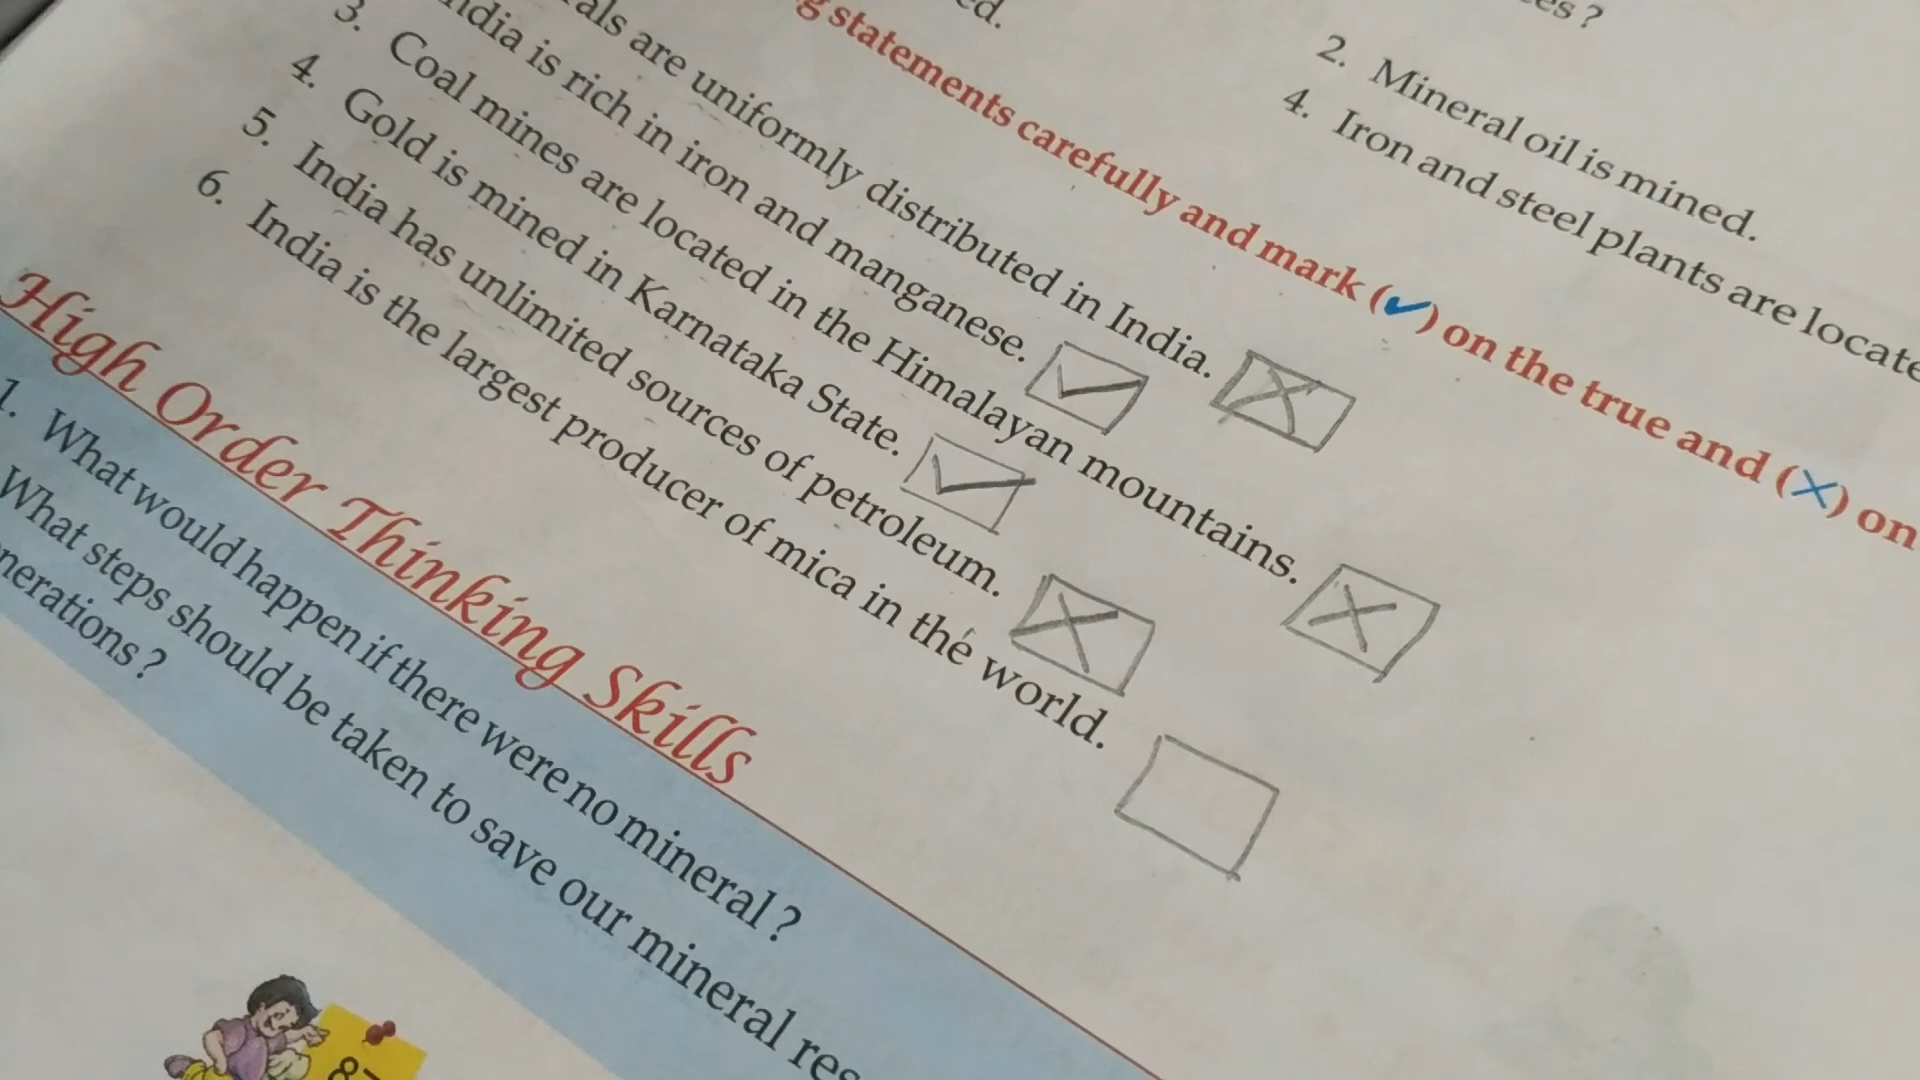 es ?
ed.
2. Mineral oil is mined.
4. Iron and steel plants are locate
g statements carefully and mark (✔) on the true and (✗) on
als are uniformly distributed in India. ✗
ndia is rich in iron and manganese. ✓
3. Coal mines are located in the Himalayan mountains. ✗
4. Gold is mined in Karnataka State. ✓
5. India has unlimited sources of petroleum. ✗
6. India is the largest producer of mica in the world.
High Order Thinking Skills
1. What would happen if there were no mineral ?
What steps should be taken to save our mineral res
nerations ?